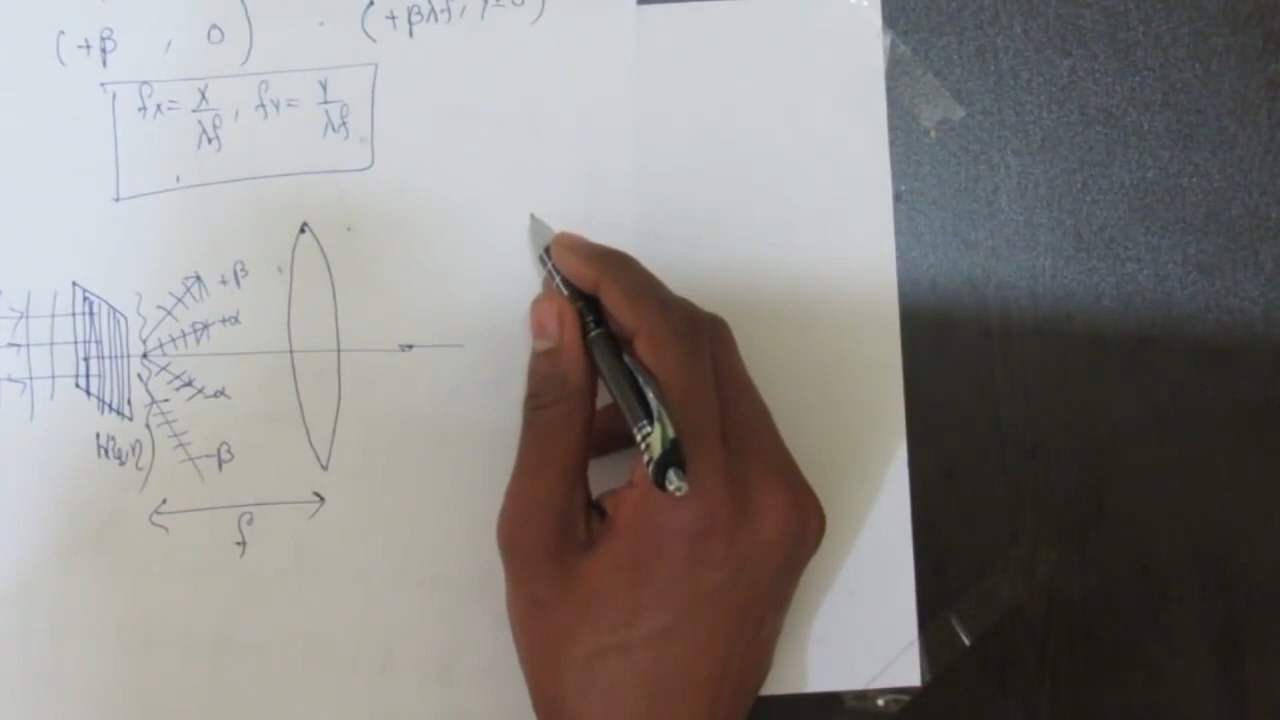 (+β , 0) (+βλf, y=0)
fx = x/λf, fy = y/λf
+β
+α
-α
-β
f